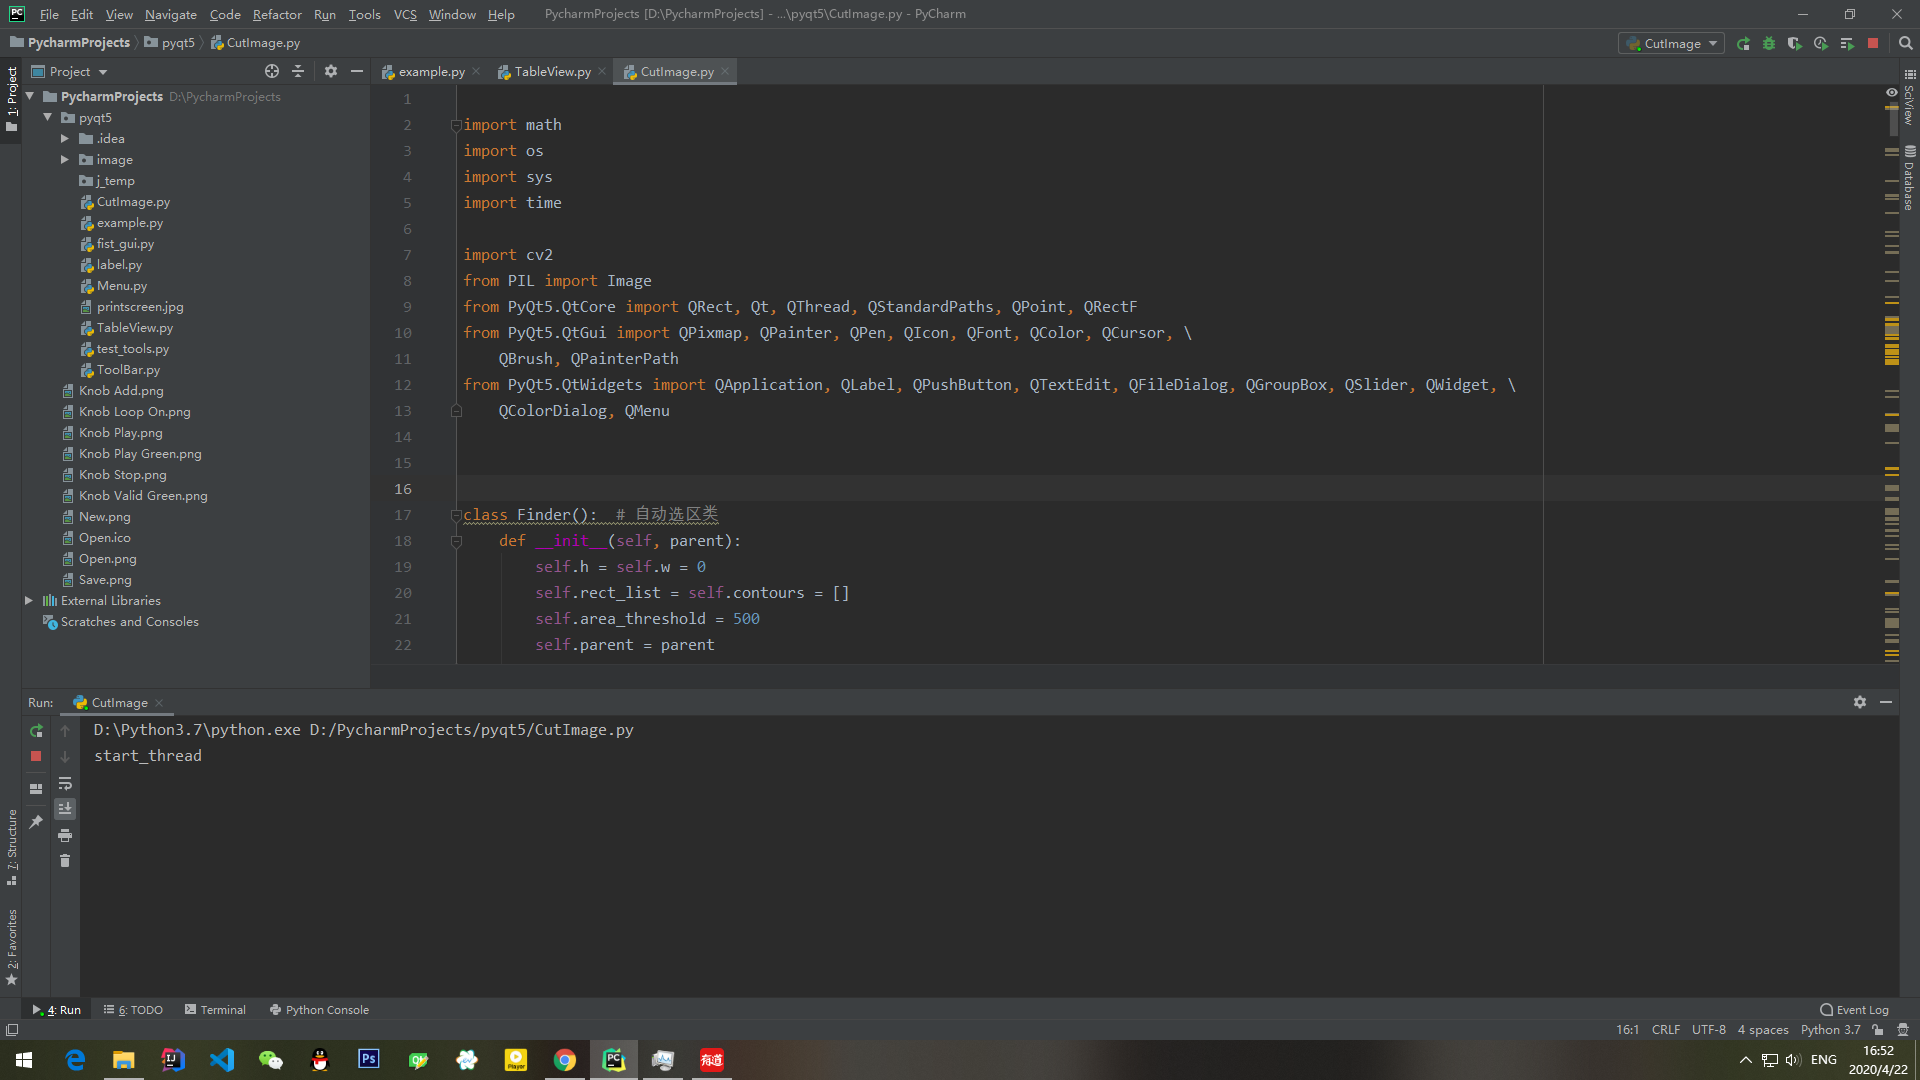 File Edit View Navigate Code Refactor Run Tools VCS Window Help PycharmProjects [D:\PycharmProjects] - ...\pyqt5\CutImage.py - PyCharm
PycharmProjects pyqt5 CutImage.py
CutImage
Project
example.py TableView.py CutImage.py
1: Project
PycharmProjects D:\PycharmProjects
pyqt5
.idea
image
j_temp
CutImage.py
example.py
fist_gui.py
label.py
Menu.py
printscreen.jpg
TableView.py
test_tools.py
ToolBar.py
Knob Add.png
Knob Loop On.png
Knob Play.png
Knob Play Green.png
Knob Stop.png
Knob Valid Green.png
New.png
Open.ico
Open.png
Save.png
External Libraries
Scratches and Consoles
1
2 import math
3 import os
4 import sys
5 import time
6
7 import cv2
8 from PIL import Image
9 from PyQt5.QtCore import QRect, Qt, QThread, QStandardPaths, QPoint, QRectF
10 from PyQt5.QtGui import QPixmap, QPainter, QPen, QIcon, QFont, QColor, QCursor, \
11 QBrush, QPainterPath
12 from PyQt5.QtWidgets import QApplication, QLabel, QPushButton, QTextEdit, QFileDialog, QGroupBox, QSlider, QWidget, \
13 QColorDialog, QMenu
14
15
16
17 class Finder(): # 自动选区类
18 def __init__(self, parent):
19 self.h = self.w = 0
20 self.rect_list = self.contours = []
21 self.area_threshold = 500
22 self.parent = parent
SciView
Database
Run: CutImage
D:\Python3.7\python.exe D:/PycharmProjects/pyqt5/CutImage.py
start_thread
7: Structure
2: Favorites
4: Run 6: TODO Terminal Python Console Event Log
16:1 CRLF UTF-8 4 spaces Python 3.7
PC Ps Player PC 有道
ENG
16:52
2020/4/22